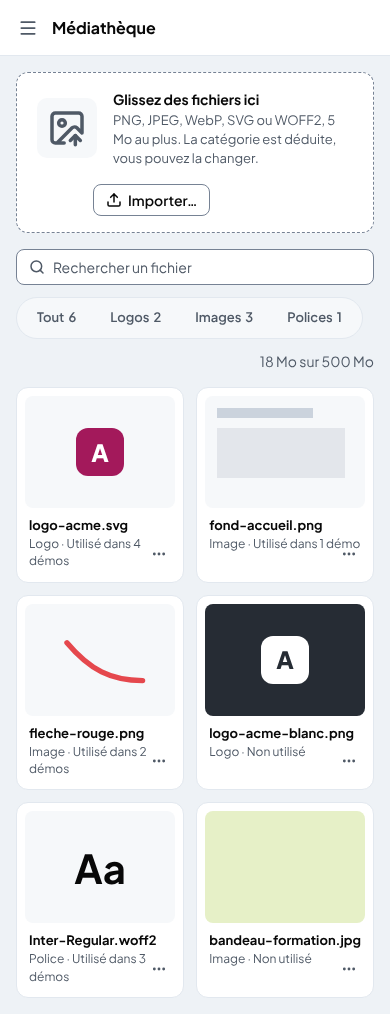 Médiathèque
Glissez des fichiers ici
PNG, JPEG, WebP, SVG ou WOFF2, 5
Mo au plus. La catégorie est déduite,
vous pouvez la changer.
Importer…
Rechercher un fichier
Tout 6 Logos 2 Images 3 Polices 1
18 Mo sur 500 Mo
A
logo-acme.svg
Logo · Utilisé dans 4
démos
fond-accueil.png
Image · Utilisé dans 1 démo
fleche-rouge.png
Image · Utilisé dans 2
démos
A
logo-acme-blanc.png
Logo · Non utilisé
Aa
Inter-Regular.woff2
Police · Utilisé dans 3
démos
bandeau-formation.jpg
Image · Non utilisé